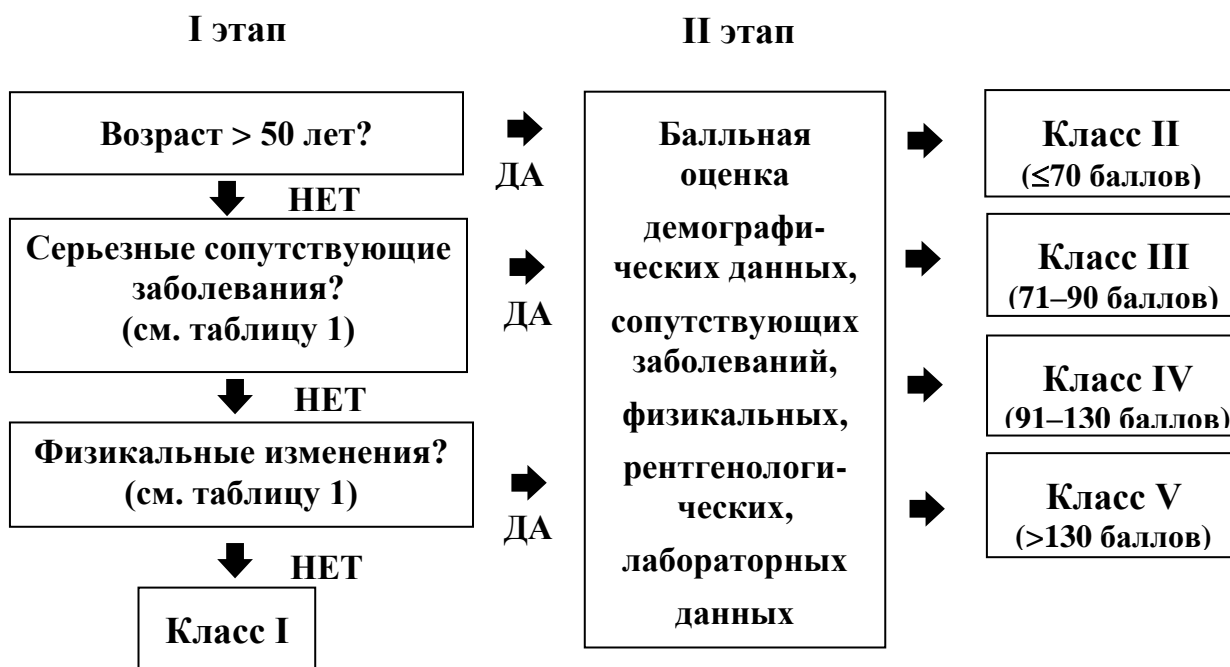 I этап
II этап
Возраст > 50 лет?
ДА
НЕТ
Серьезные сопутствующие
заболевания?
(см. таблицу 1)
ДА
НЕТ
Физикальные изменения?
(см. таблицу 1)
ДА
НЕТ
Класс I
Балльная
оценка
демографи-
ческих данных,
сопутствующих
заболеваний,
физикальных,
рентгенологи-
ческих,
лабораторных
данных
Класс II
(≤70 баллов)
Класс III
(71–90 баллов)
Класс IV
(91–130 баллов)
Класс V
(>130 баллов)